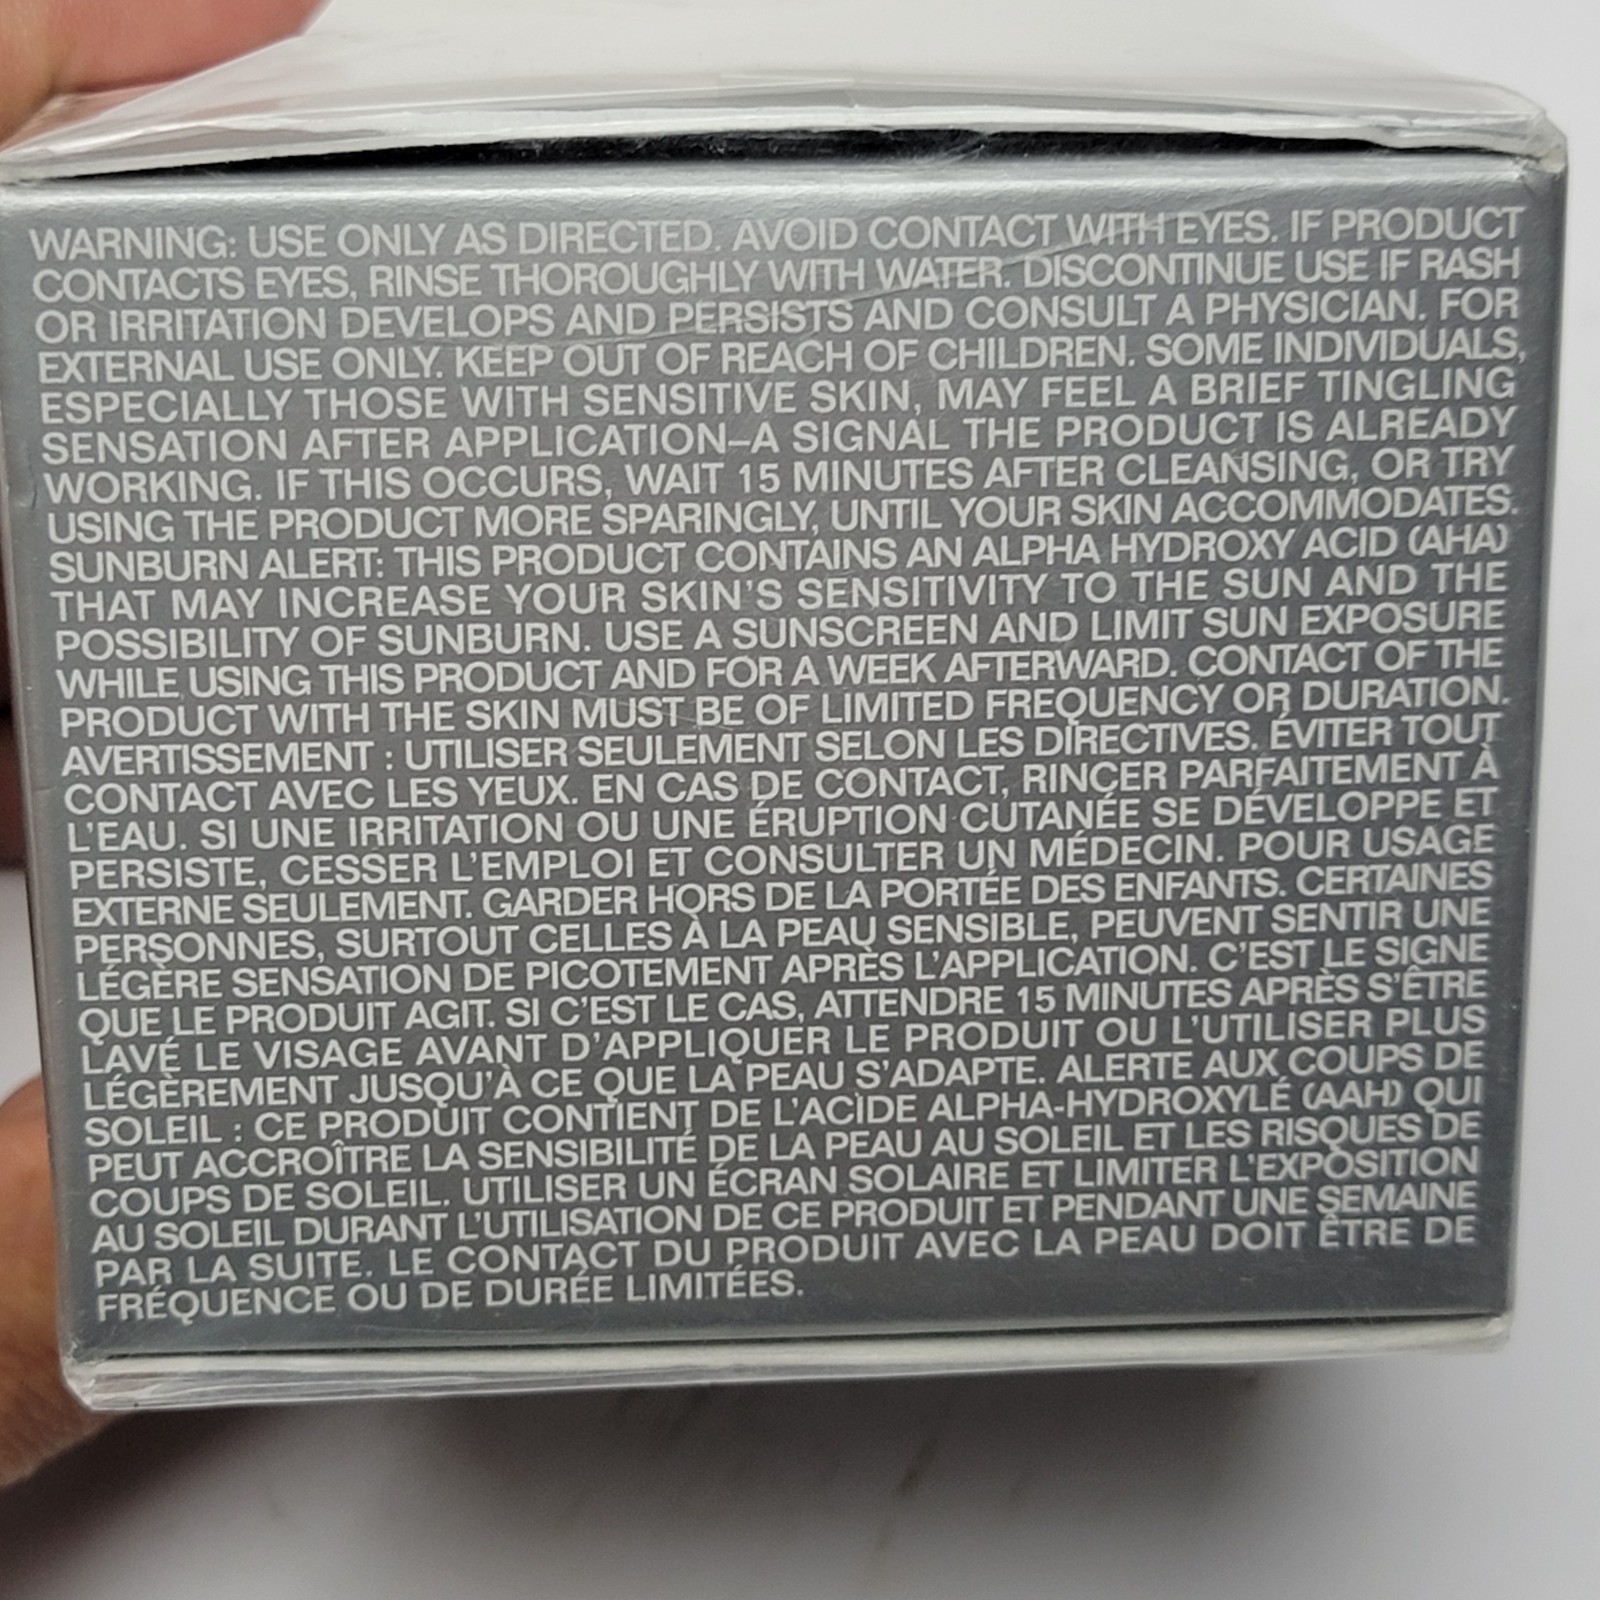 WARNING: USE ONLY AS DIRECTED. AVOID CONTACT WITH EYES. IF PRODUCT
CONTACTS EYES, RINSE THOROUGHLY WITH WATER. DISCONTINUE USE IF RASH
OR IRRITATION DEVELOPS AND PERSISTS AND CONSULT A PHYSICIAN. FOR
EXTERNAL USE ONLY. KEEP OUT OF REACH OF CHILDREN. SOME INDIVIDUALS,
ESPECIALLY THOSE WITH SENSITIVE SKIN, MAY FEEL A BRIEF TINGLING
SENSATION AFTER APPLICATION–A SIGNAL THE PRODUCT IS ALREADY
WORKING. IF THIS OCCURS, WAIT 15 MINUTES AFTER CLEANSING, OR TRY
USING THE PRODUCT MORE SPARINGLY, UNTIL YOUR SKIN ACCOMMODATES.
SUNBURN ALERT: THIS PRODUCT CONTAINS AN ALPHA HYDROXY ACID (AHA)
THAT MAY INCREASE YOUR SKIN'S SENSITIVITY TO THE SUN AND THE
POSSIBILITY OF SUNBURN. USE A SUNSCREEN AND LIMIT SUN EXPOSURE
WHILE USING THIS PRODUCT AND FOR A WEEK AFTERWARD. CONTACT OF THE
PRODUCT WITH THE SKIN MUST BE OF LIMITED FREQUENCY OR DURATION.
AVERTISSEMENT : UTILISER SEULEMENT SELON LES DIRECTIVES. ÉVITER TOUT
CONTACT AVEC LES YEUX. EN CAS DE CONTACT, RINCER PARFAITEMENT À
L'EAU. SI UNE IRRITATION OU UNE ÉRUPTION CUTANÉE SE DÉVELOPPE ET
PERSISTE, CESSER L'EMPLOI ET CONSULTER UN MÉDECIN. POUR USAGE
EXTERNE SEULEMENT. GARDER HORS DE LA PORTÉE DES ENFANTS. CERTAINES
PERSONNES, SURTOUT CELLES À LA PEAU SENSIBLE, PEUVENT SENTIR UNE
LÉGÈRE SENSATION DE PICOTEMENT APRÈS L'APPLICATION. C'EST LE SIGNE
QUE LE PRODUIT AGIT. SI C'EST LE CAS, ATTENDRE 15 MINUTES APRÈS S'ÊTRE
LAVÉ LE VISAGE AVANT D'APPLIQUER LE PRODUIT OU L'UTILISER PLUS
LÉGÈREMENT JUSQU'À CE QUE LA PEAU S'ADAPTE. ALERTE AUX COUPS DE
SOLEIL : CE PRODUIT CONTIENT DE L'ACIDE ALPHA-HYDROXYLÉ (AAH) QUI
PEUT ACCROÎTRE LA SENSIBILITÉ DE LA PEAU AU SOLEIL ET LES RISQUES DE
COUPS DE SOLEIL. UTILISER UN ÉCRAN SOLAIRE ET LIMITER L'EXPOSITION
AU SOLEIL DURANT L'UTILISATION DE CE PRODUIT ET PENDANT UNE SEMAINE
PAR LA SUITE. LE CONTACT DU PRODUIT AVEC LA PEAU DOIT ÊTRE DE
FRÉQUENCE OU DE DURÉE LIMITÉES.